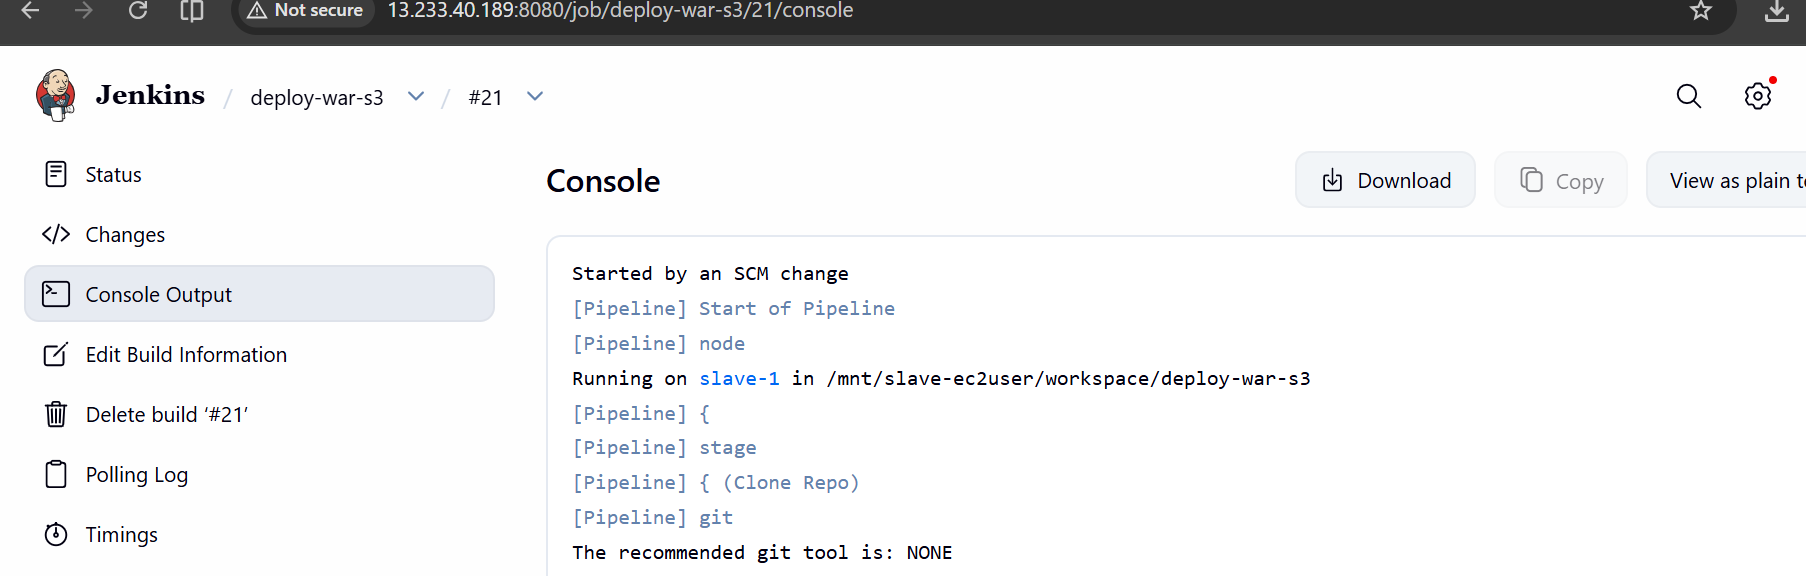 Not secure 13.233.40.189:8080/job/deploy-war-s3/21/console
Jenkins / deploy-war-s3 / #21
Status
Changes
Console Output
Edit Build Information
Delete build ‘#21’
Polling Log
Timings
Console
Download
Copy
View as plain t
Started by an SCM change
[Pipeline] Start of Pipeline
[Pipeline] node
Running on slave-1 in /mnt/slave-ec2user/workspace/deploy-war-s3
[Pipeline] {
[Pipeline] stage
[Pipeline] { (Clone Repo)
[Pipeline] git
The recommended git tool is: NONE